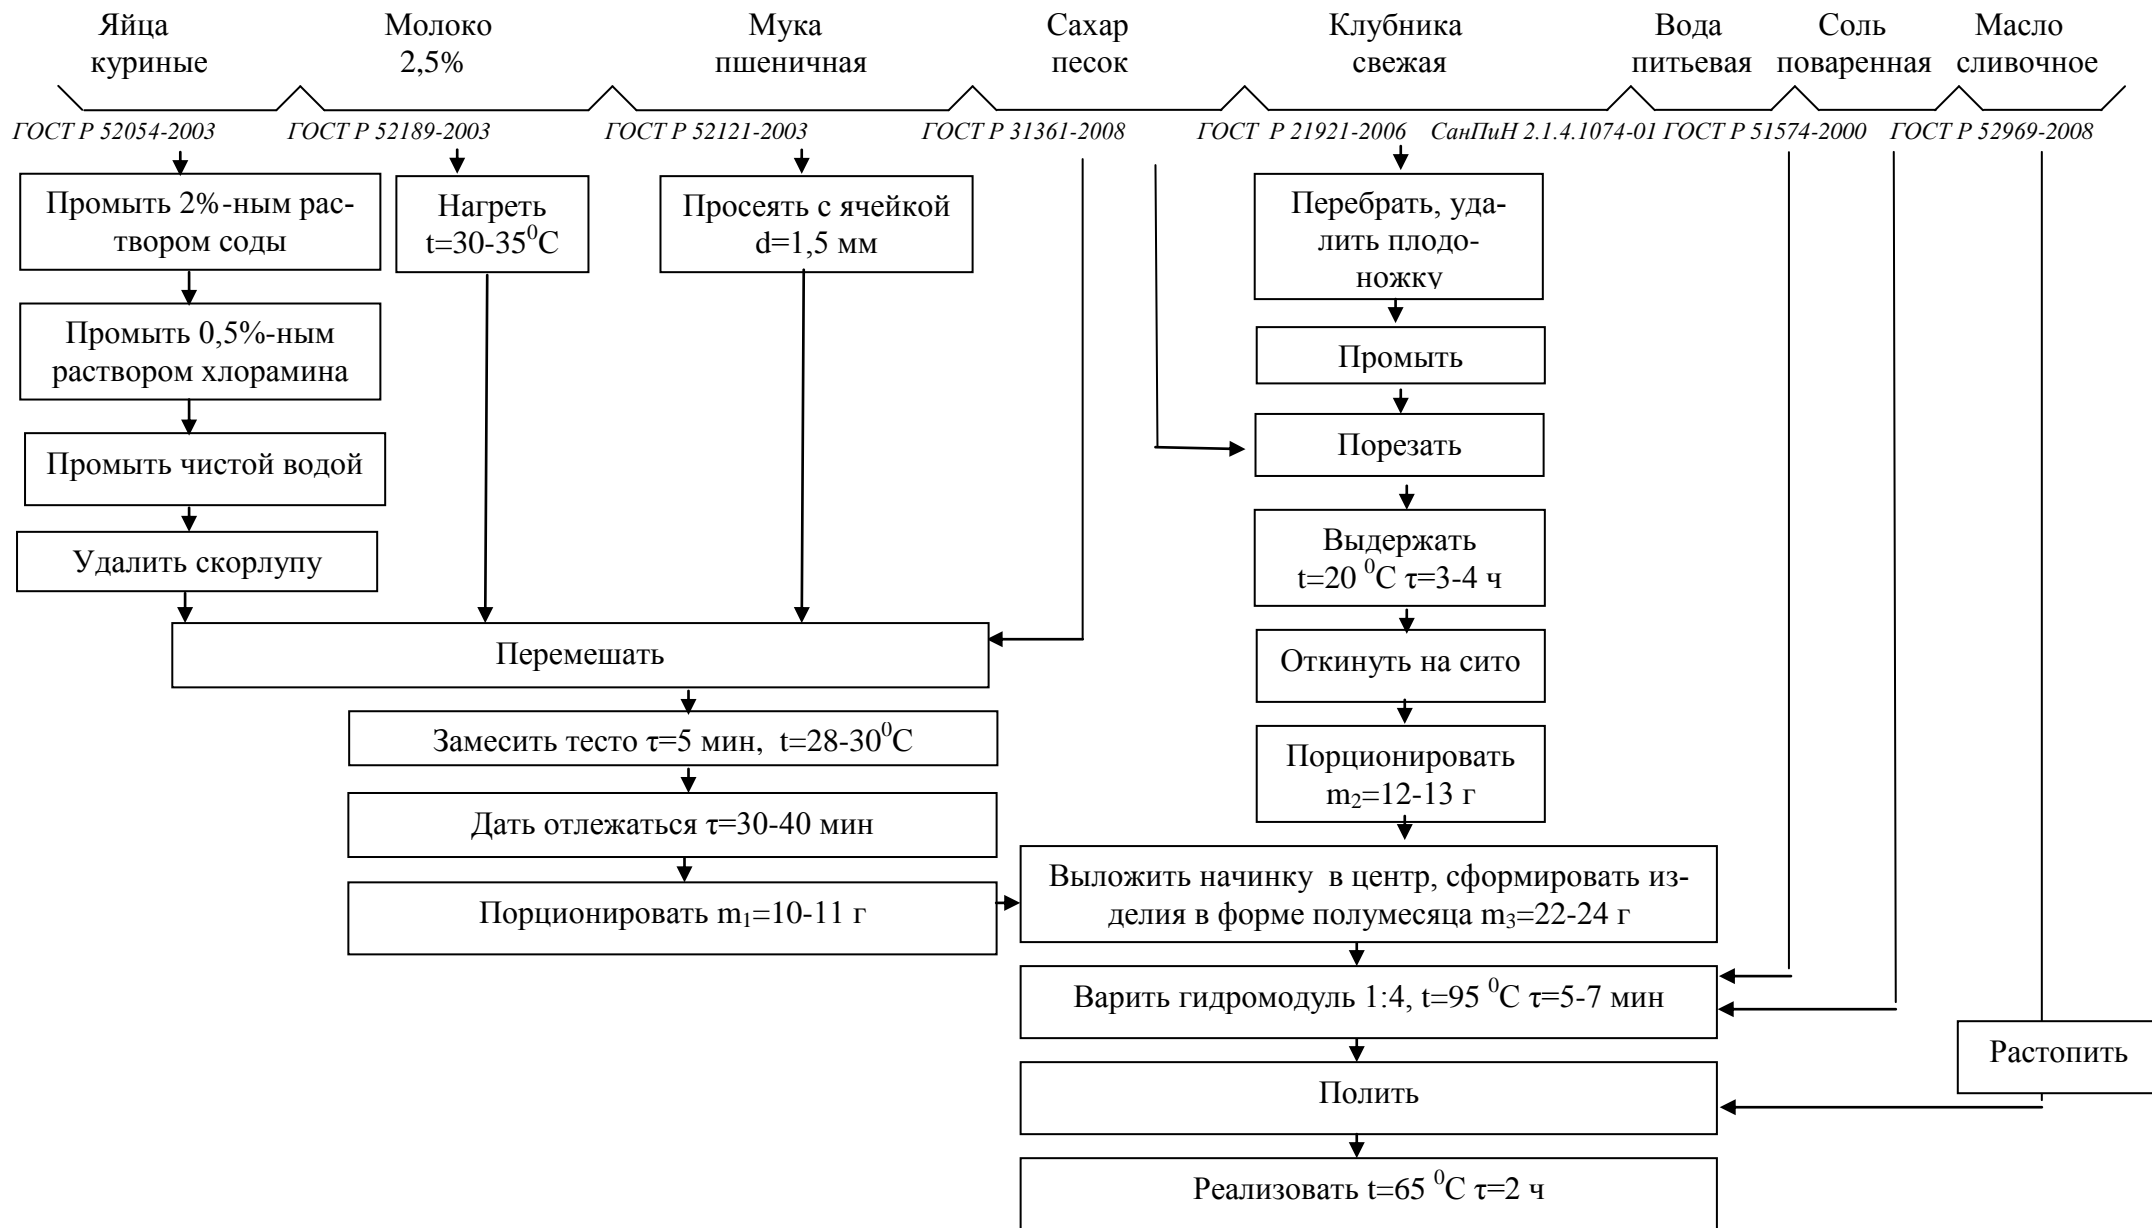 Яйца
куриные
Молоко
2,5%
Мука
пшеничная
Сахар
песок
Клубника
свежая
Вода
питьевая
Соль
поваренная
Масло
сливочное
ГОСТ Р 52054-2003
ГОСТ Р 52189-2003
ГОСТ Р 52121-2003
ГОСТ Р 31361-2008
ГОСТ Р 21921-2006
СанПиН 2.1.4.1074-01
ГОСТ Р 51574-2000
ГОСТ Р 52969-2008
Промыть 2%-ным рас-
твором соды
Нагреть
t=30-35⁰С
Просеять с ячейкой
d=1,5 мм
Перебрать, уда-
лить плодо-
ножку
Промыть 0,5%-ным
раствором хлорамина
Промыть
Промыть чистой водой
Порезать
Удалить скорлупу
Выдержать
t=20 ⁰С τ=3-4 ч
Перемешать
Откинуть на сито
Замесить тесто τ=5 мин, t=28-30⁰С
Порционировать
m₂=12-13 г
Дать отлежаться τ=30-40 мин
Порционировать m₁=10-11 г
Выложить начинку в центр, сформировать из-
делия в форме полумесяца m₃=22-24 г
Варить гидромодуль 1:4, t=95 ⁰С τ=5-7 мин
Растопить
Полить
Реализовать t=65 ⁰С τ=2 ч